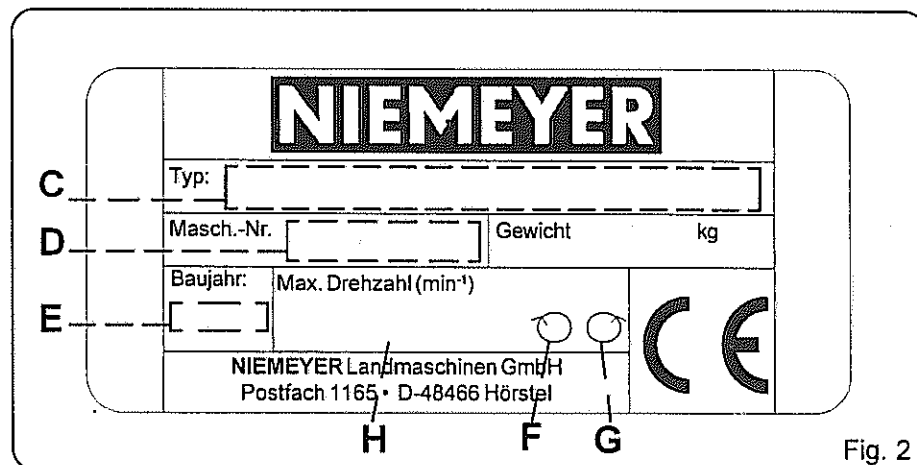 NIEMEYER
C Typ:
D Masch.-Nr. Gewicht kg
E Baujahr: Max. Drehzahl (min⁻¹)
CE
NIEMEYER Landmaschinen GmbH
Postfach 1165 • D-48466 Hörstel
H F G
Fig. 2